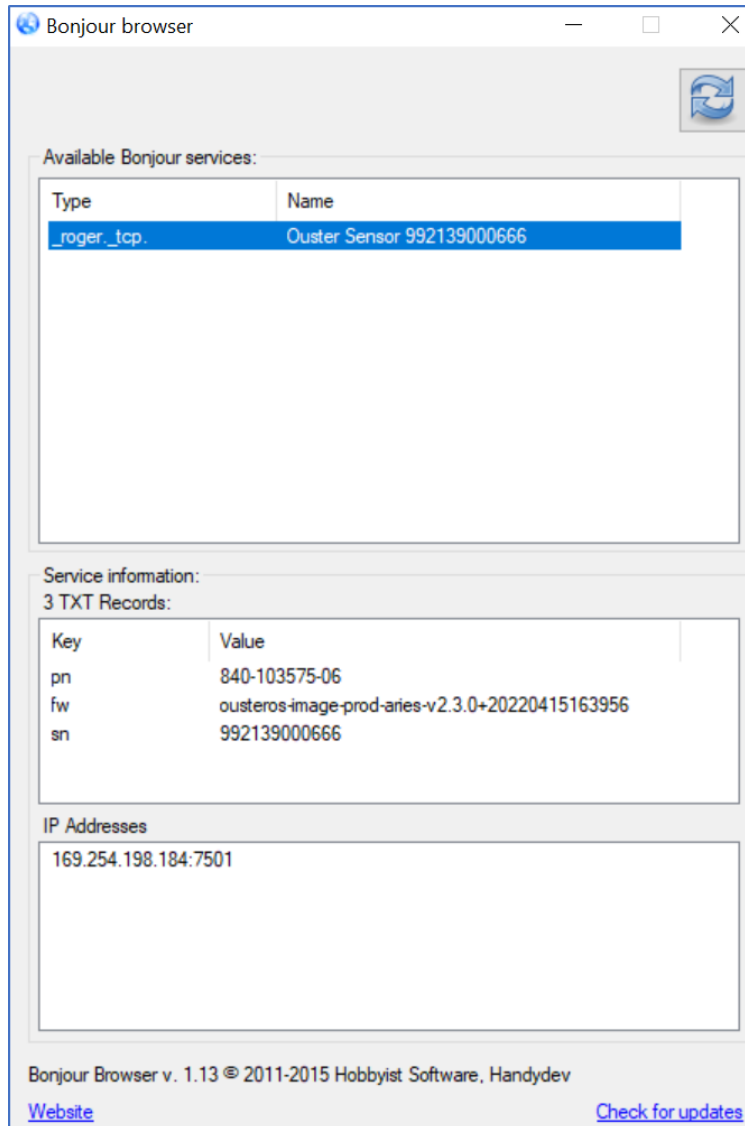 Bonjour browser
Available Bonjour services:
Type Name
_roger._tcp. Ouster Sensor 992139000666
Service information:
3 TXT Records:
Key Value
pn 840-103575-06
fw ousteros-image-prod-aries-v2.3.0+20220415163956
sn 992139000666
IP Addresses
169.254.198.184:7501
Bonjour Browser v. 1.13 © 2011-2015 Hobbyist Software, Handydev
Website Check for updates